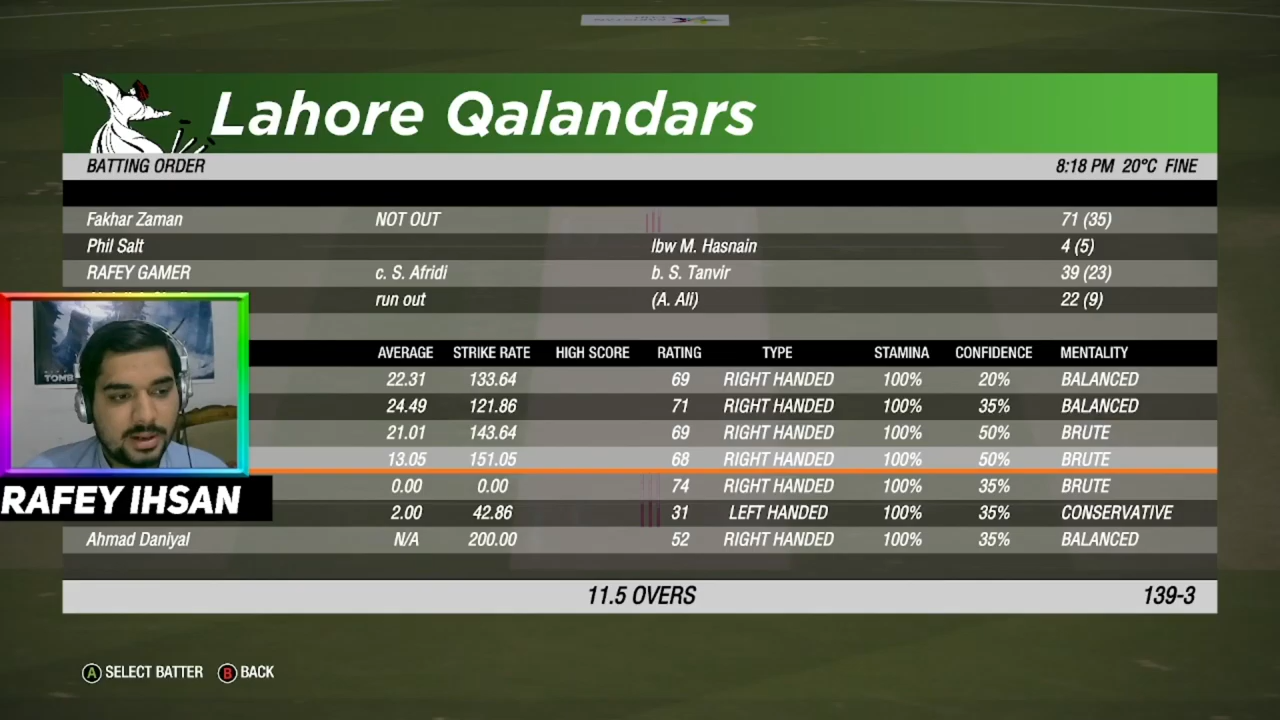 Lahore Qalandars
BATTING ORDER 8:18 PM 20°C FINE
Fakhar Zaman NOT OUT 71 (35)
Phil Salt lbw M. Hasnain 4 (5)
RAFEY GAMER c. S. Afridi b. S. Tanvir 39 (23)
run out (A. Ali) 22 (9)
AVERAGE STRIKE RATE HIGH SCORE RATING TYPE STAMINA CONFIDENCE MENTALITY
22.31 133.64 69 RIGHT HANDED 100% 20% BALANCED
24.49 121.86 71 RIGHT HANDED 100% 35% BALANCED
21.01 143.64 69 RIGHT HANDED 100% 50% BRUTE
13.05 151.05 68 RIGHT HANDED 100% 50% BRUTE
0.00 0.00 74 RIGHT HANDED 100% 35% BRUTE
2.00 42.86 31 LEFT HANDED 100% 35% CONSERVATIVE
Ahmad Daniyal N/A 200.00 52 RIGHT HANDED 100% 35% BALANCED
TOMB
RAFEY IHSAN
11.5 OVERS 139-3
A SELECT BATTER B BACK